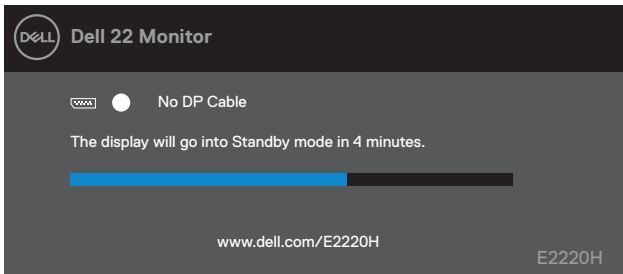 DELL Dell 22 Monitor
No DP Cable
The display will go into Standby mode in 4 minutes.
www.dell.com/E2220H
E2220H